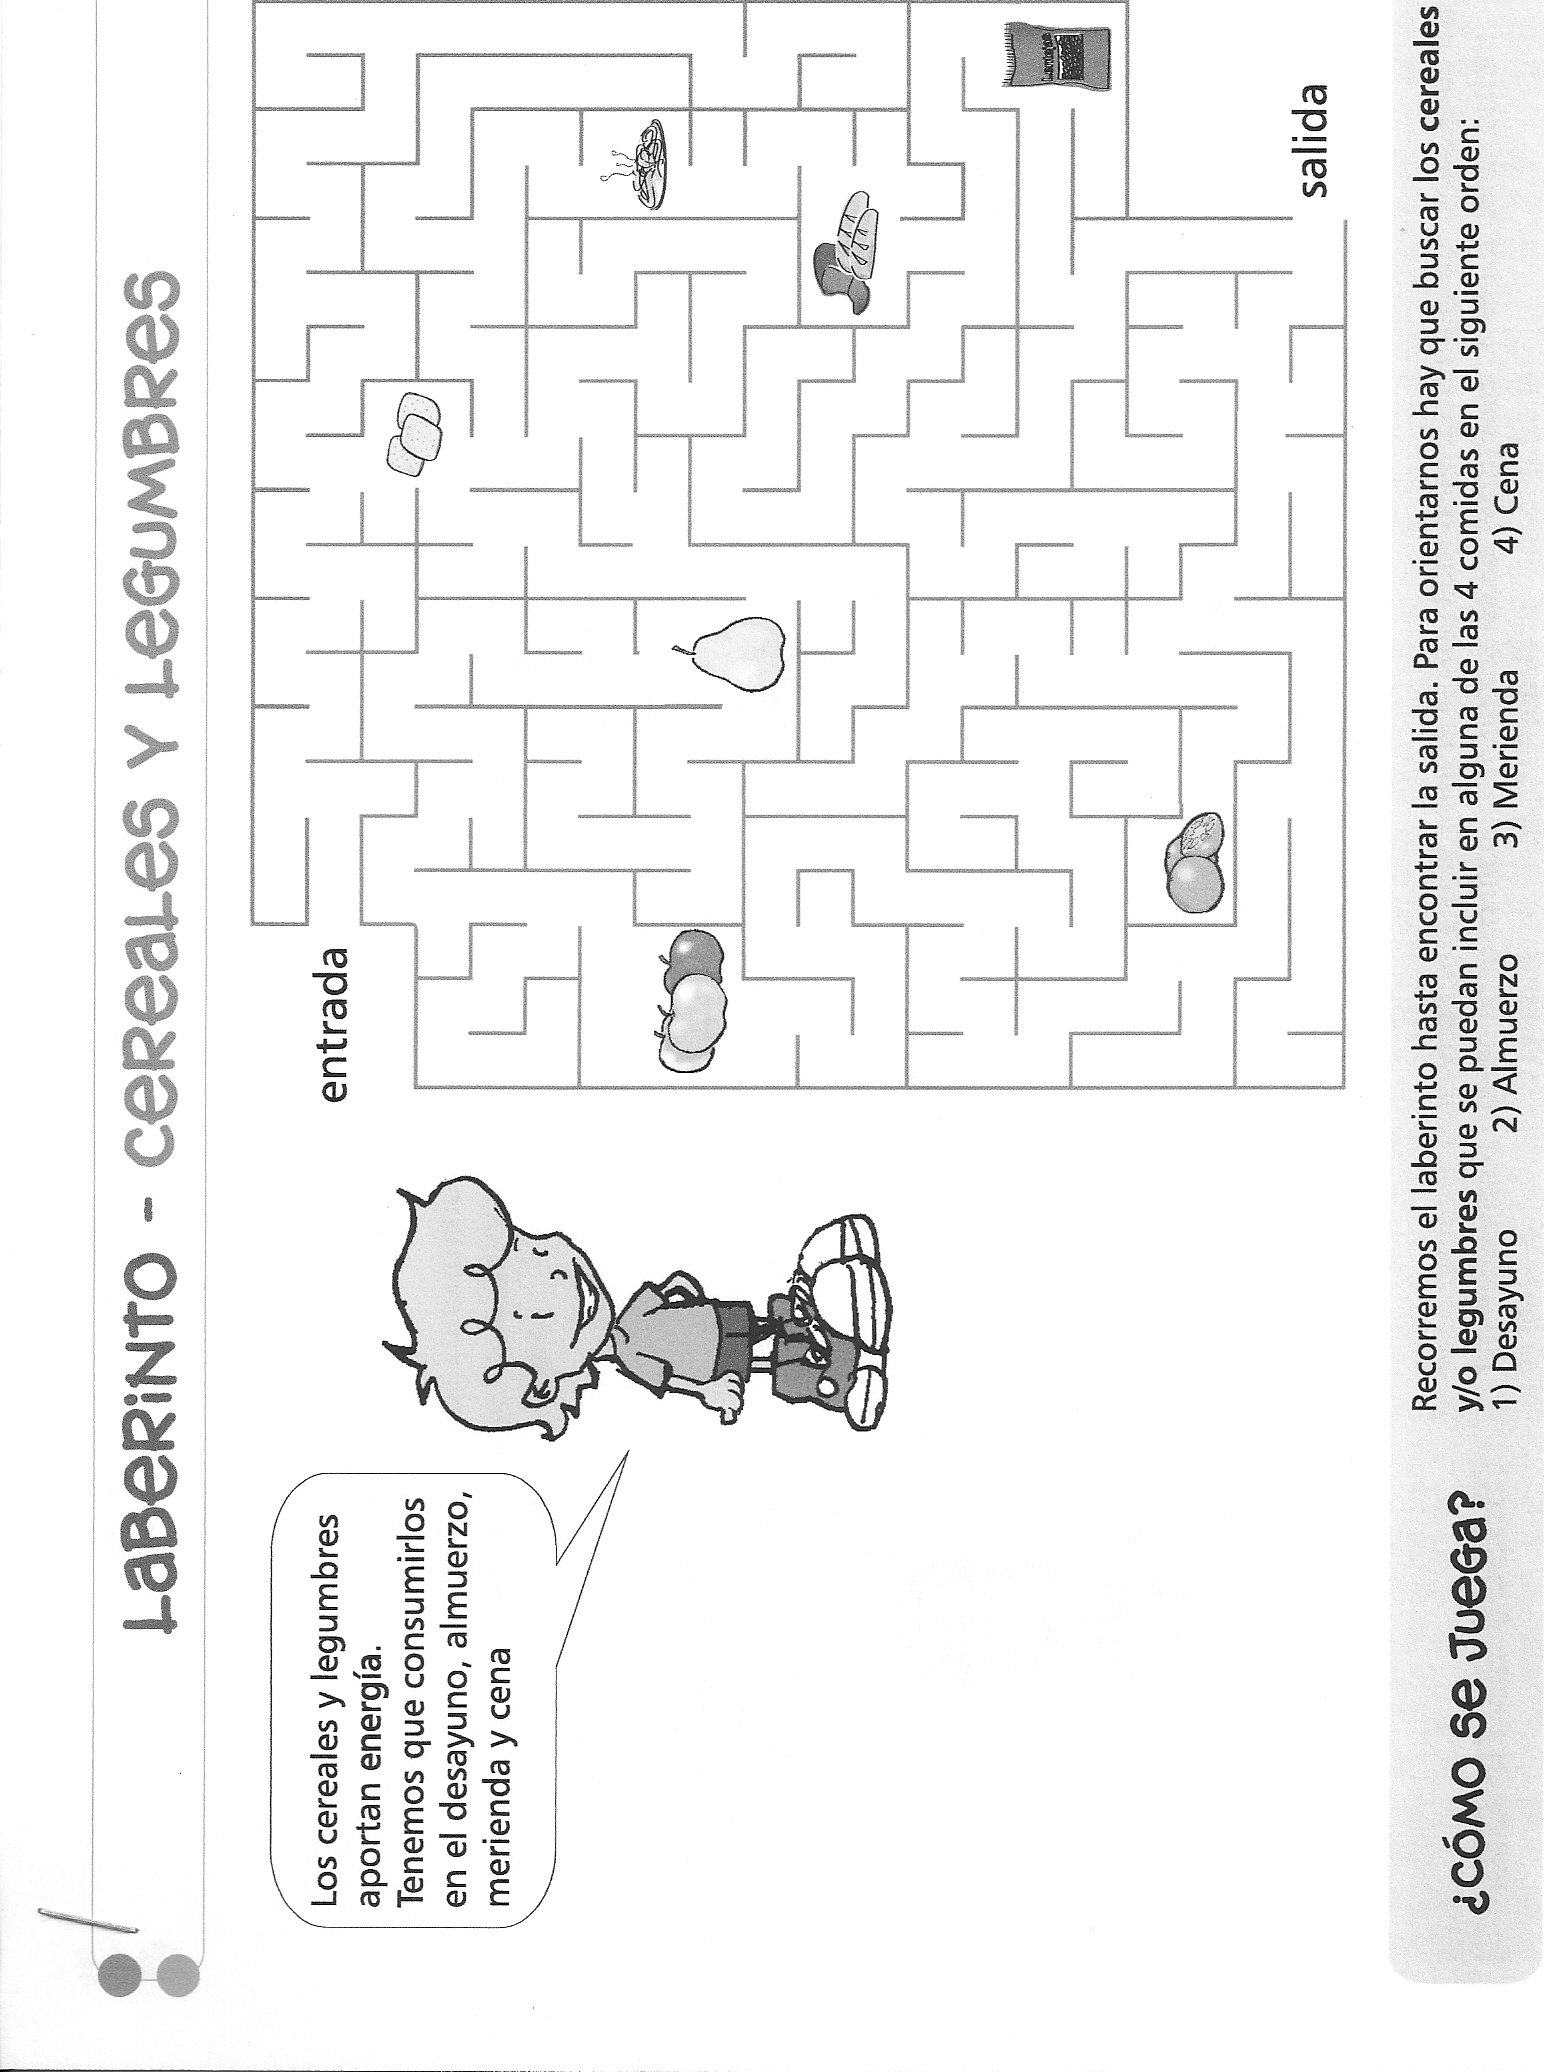 LABERINTO - CEREALES Y LEGUMBRES
Los cereales y legumbres
aportan energía.
Tenemos que consumirlos
en el desayuno, almuerzo,
merienda y cena
entrada
Lentejas
salida
¿CÓMO SE JUEGA?
Recorremos el laberinto hasta encontrar la salida. Para orientarnos hay que buscar los cereales
y/o legumbres que se puedan incluir en alguna de las 4 comidas en el siguiente orden:
1) Desayuno 2) Almuerzo 3) Merienda 4) Cena